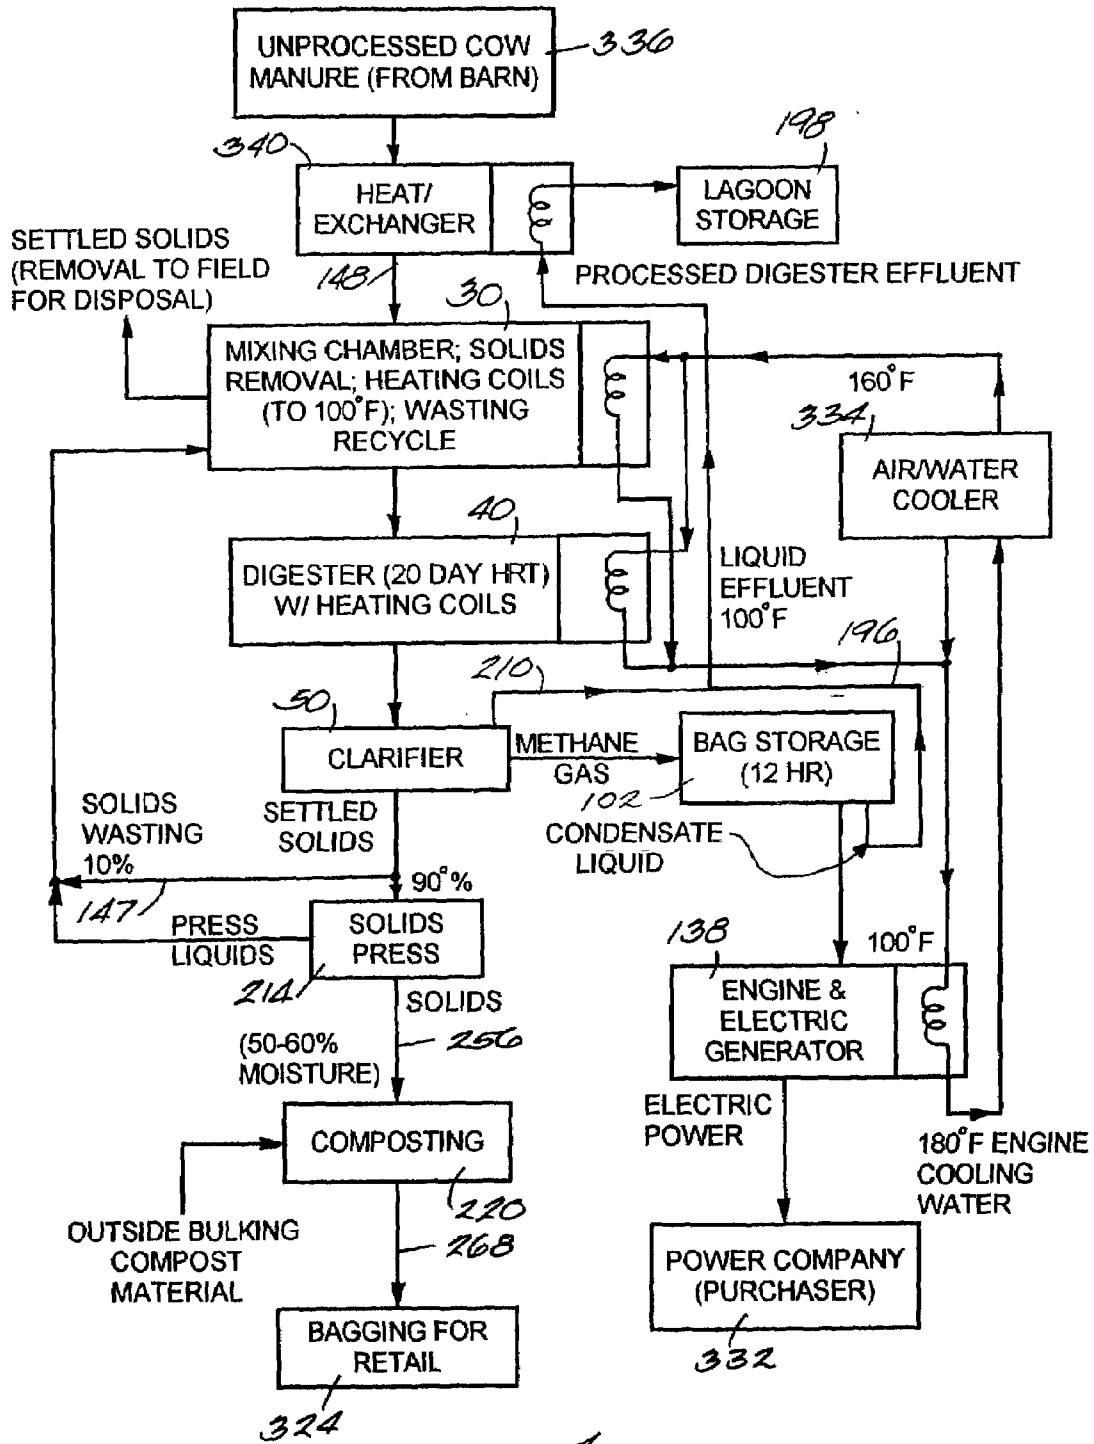 UNPROCESSED COW
MANURE (FROM BARN)
336
198
340
HEAT/
EXCHANGER
LAGOON
STORAGE
SETTLED SOLIDS
(REMOVAL TO FIELD
FOR DISPOSAL)
148
PROCESSED DIGESTER EFFLUENT
30
MIXING CHAMBER; SOLIDS
REMOVAL; HEATING COILS
(TO 100°F); WASTING
RECYCLE
160°F
334
AIR/WATER
COOLER
40
DIGESTER (20 DAY HRT)
W/ HEATING COILS
LIQUID
EFFLUENT
100°F
196
210
50
CLARIFIER
METHANE
GAS
BAG STORAGE
(12 HR)
102
SETTLED
SOLIDS
SOLIDS
WASTING
10%
CONDENSATE
LIQUID
90°%
147
PRESS
LIQUIDS
SOLIDS
PRESS
214
138
100°F
ENGINE &
ELECTRIC
GENERATOR
SOLIDS
256
(50-60%
MOISTURE)
ELECTRIC
POWER
COMPOSTING
180°F ENGINE
COOLING
WATER
220
OUTSIDE BULKING
COMPOST
MATERIAL
268
POWER COMPANY
(PURCHASER)
332
BAGGING FOR
RETAIL
324